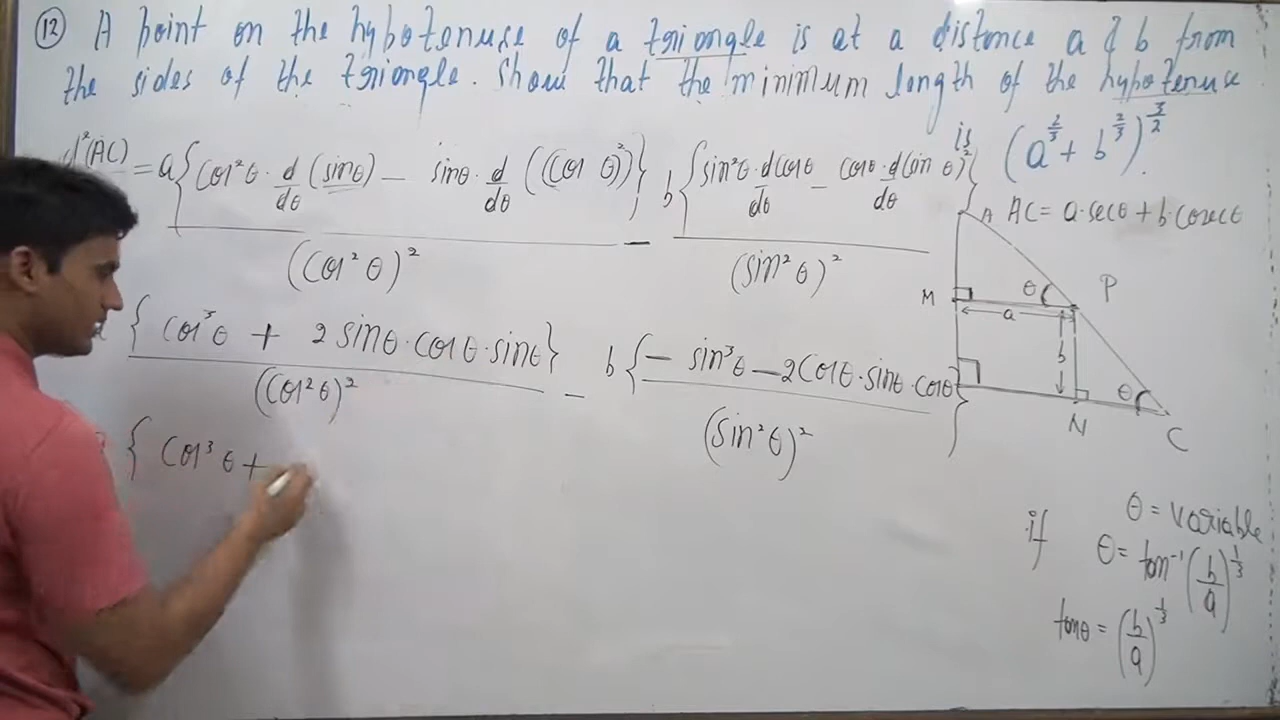 ⑫ A point on the hypotenuse of a triangle is at a distance a & b from
the sides of the triangle. Show that the minimum length of the hypotenuse
is (a^(2/3) + b^(2/3))^(3/2).
d²(AC) = a{cos²θ · d/dθ (sinθ) – sinθ · d/dθ ((cos θ)²)} / (cos²θ)² – b{sin²θ · d cosθ/dθ – cosθ · d(sin θ)²/dθ} / (sin²θ)²
AC = a·secθ + b·cosecθ
A
M
θ
P
a
b
θ
N
C
{cos³θ + 2 sinθ·cosθ·sinθ} / (cos²θ)² – b{– sin³θ – 2cosθ·sinθ·cosθ} / (sin²θ)²
{cos³θ +
θ = variable
if θ = tan⁻¹(b/a)^(1/3)
tanθ = (b/a)^(1/3)